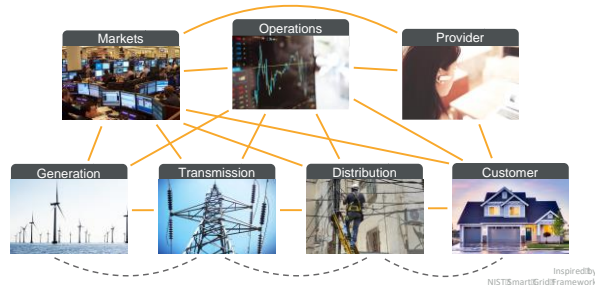 Operations
Markets
Provider
Generation
Transmission
Distribution
Customer
Inspired by
NIST Smart Grid Framework